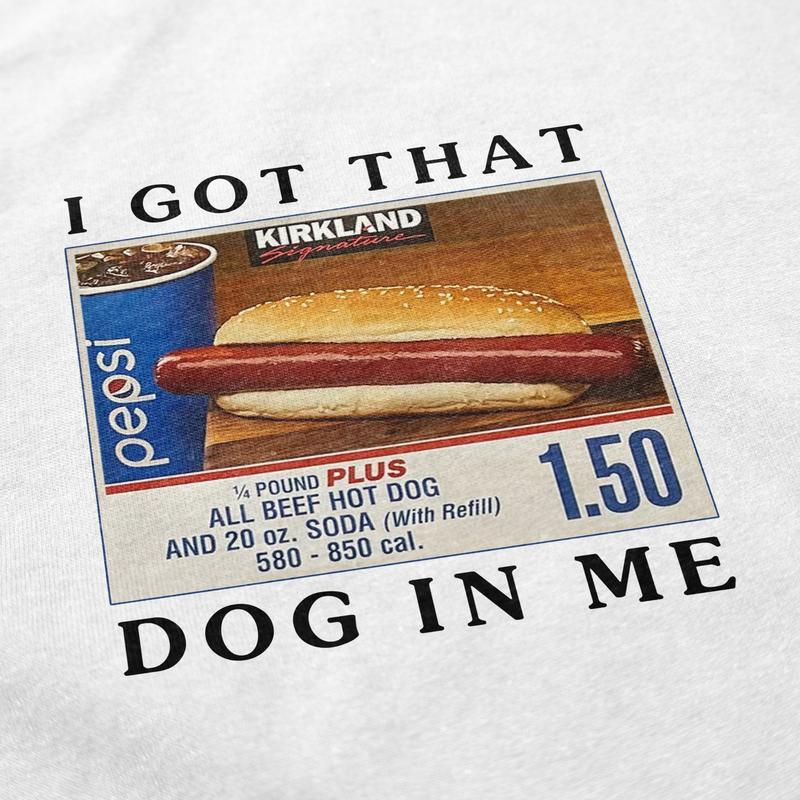 I GOT THAT
KIRKLAND
Signature
pepsi
¼ POUND PLUS
ALL BEEF HOT DOG
AND 20 oz. SODA (With Refill)
580 - 850 cal.
1.50
DOG IN ME